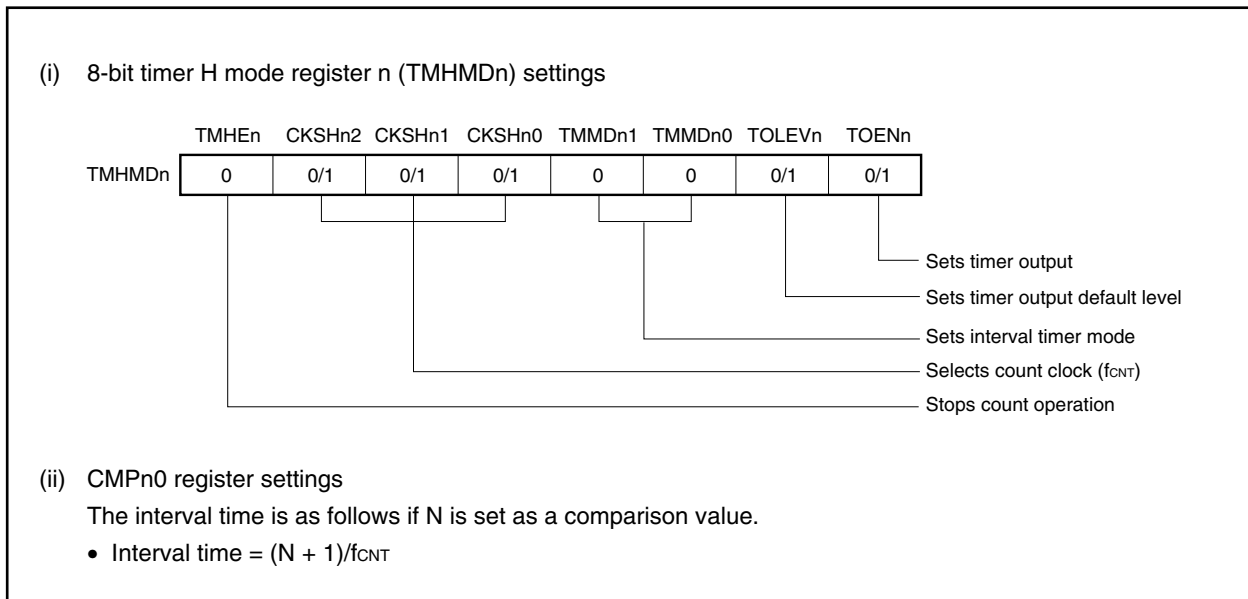 (i) 8-bit timer H mode register n (TMHMDn) settings
TMHEn CKSHn2 CKSHn1 CKSHn0 TMMDn1 TMMDn0 TOLEVn TOENn
TMHMDn 0 0/1 0/1 0/1 0 0 0/1 0/1
Sets timer output
Sets timer output default level
Sets interval timer mode
Selects count clock (fCNT)
Stops count operation
(ii) CMPn0 register settings
The interval time is as follows if N is set as a comparison value.
• Interval time = (N + 1)/fCNT